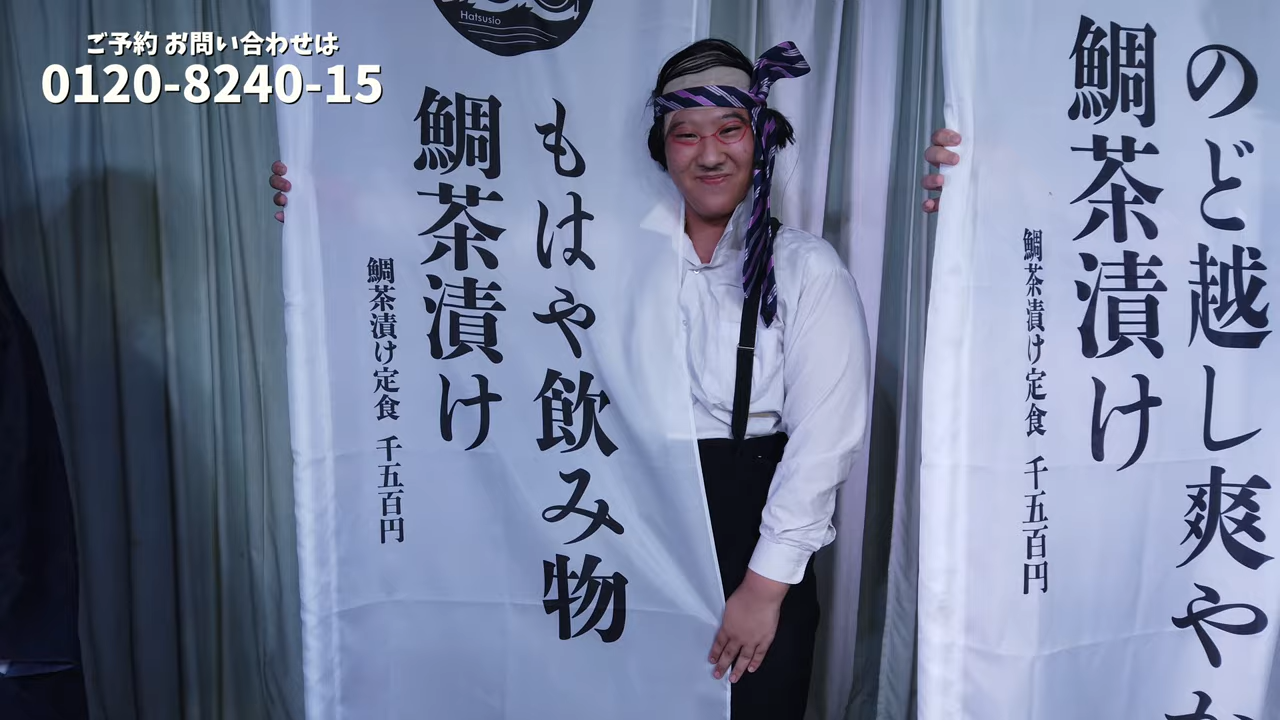 ご予約 お問い合わせは
0120-8240-15
Hatsusio
もはや飲み物
鯛茶漬け
鯛茶漬け定食 千五百円
のど越し爽やか
鯛茶漬け
鯛茶漬け定食 千五百円